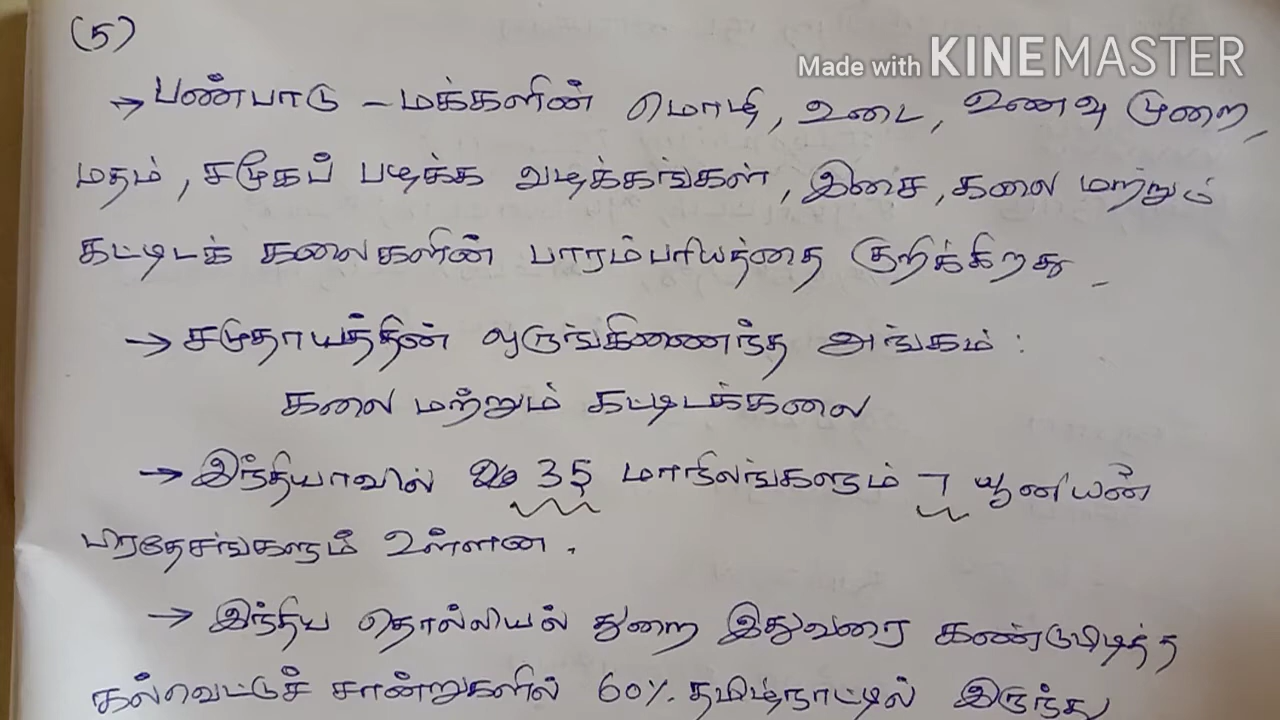 (5)
Made with KINEMASTER
→ பண்பாடு - மக்களின் மொழி, உடை, உணவு முறை,
மதம், சமூகப் பழக்க வழக்கங்கள், இசை, கலை மற்றும்
கட்டிடக் கலைகளின் பாரம்பரியத்தை குறிக்கிறது.
→ சமுதாயத்தின் ஒருங்கிணைந்த அங்கம் :
கலை மற்றும் கட்டிடக்கலை
→ இந்தியாவில் 35 மாநிலங்களும் 7 யூனியன்
பிரதேசங்களும் உள்ளன.
→ இந்திய தொல்லியல் துறை இதுவரை கண்டுபிடித்த
கல்வெட்டுச் சான்றுகளில் 60% தமிழ்நாட்டில் இருந்து